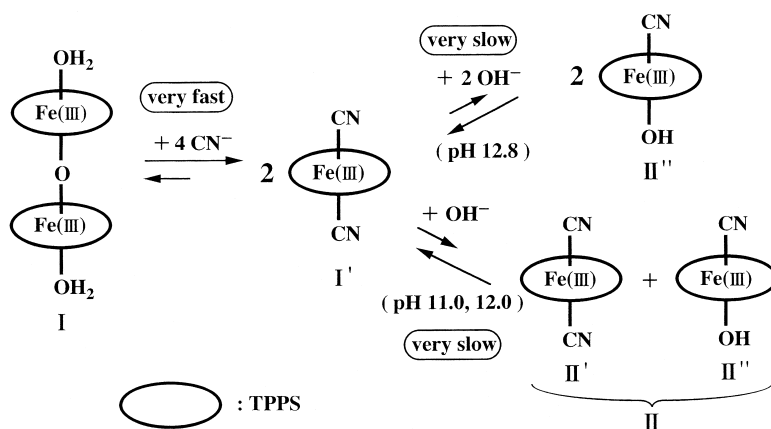 OH₂
Fe(III)
O
Fe(III)
OH₂
I
very fast
+ 4 CN⁻
2
CN
Fe(III)
CN
I'
very slow
+ 2 OH⁻
( pH 12.8 )
2
CN
Fe(III)
OH
II''
+ OH⁻
( pH 11.0, 12.0 )
very slow
CN
Fe(III)
CN
II'
+
CN
Fe(III)
OH
II''
II
: TPPS